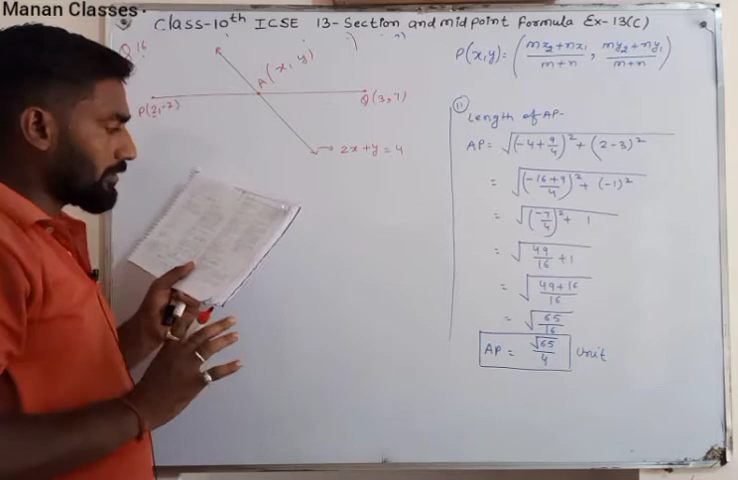 Manan Classes-
Class-10th ICSE 13-Section and mid point formula Ex-13(C)
Q.16
A(x, y)
P(2,-2)
Q(3,7)
2x+y=4
P(x,y) = (mx₂+nx₁/m+n , my₂+ny₁/m+n)
(ii)
Length of AP-
AP = √(-4+9/4)² + (2-3)²
= √(-16+9/4)² + (-1)²
= √(-7/4)² + 1
= √49/16 + 1
= √49+16/16
= √65/16
AP = √65/4 Unit